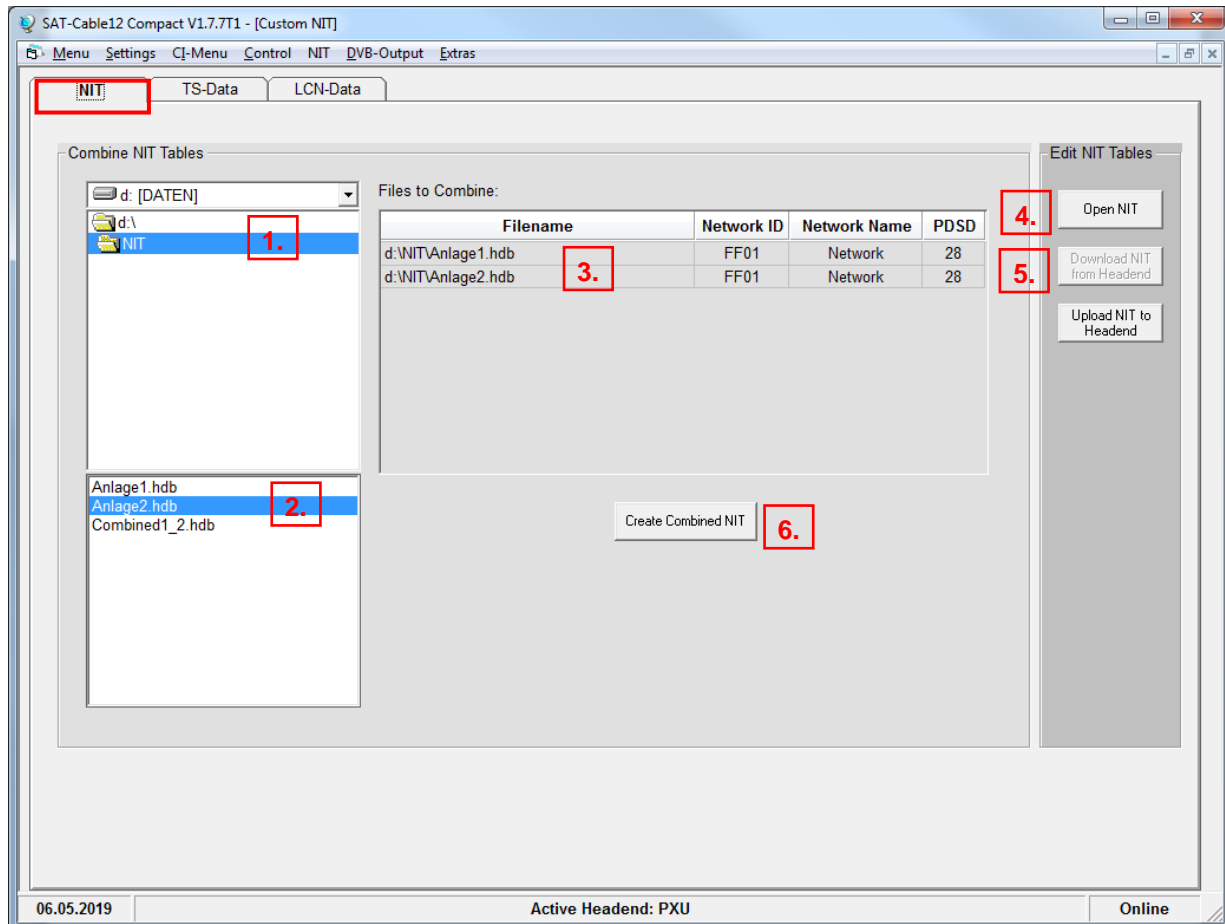 SAT-Cable12 Compact V1.7.7T1 - [Custom NIT]
Menu Settings CI-Menu Control NIT DVB-Output Extras
NIT TS-Data LCN-Data
Combine NIT Tables
Edit NIT Tables
d: [DATEN]
Files to Combine:
d:\
NIT
1.
Filename Network ID Network Name PDSD
d:\NIT\Anlage1.hdb FF01 Network 28
d:\NIT\Anlage2.hdb FF01 Network 28
3.
4.
Open NIT
5.
Download NIT
from Headend
Upload NIT to
Headend
Anlage1.hdb
Anlage2.hdb
Combined1_2.hdb
2.
Create Combined NIT
6.
06.05.2019 Active Headend: PXU Online